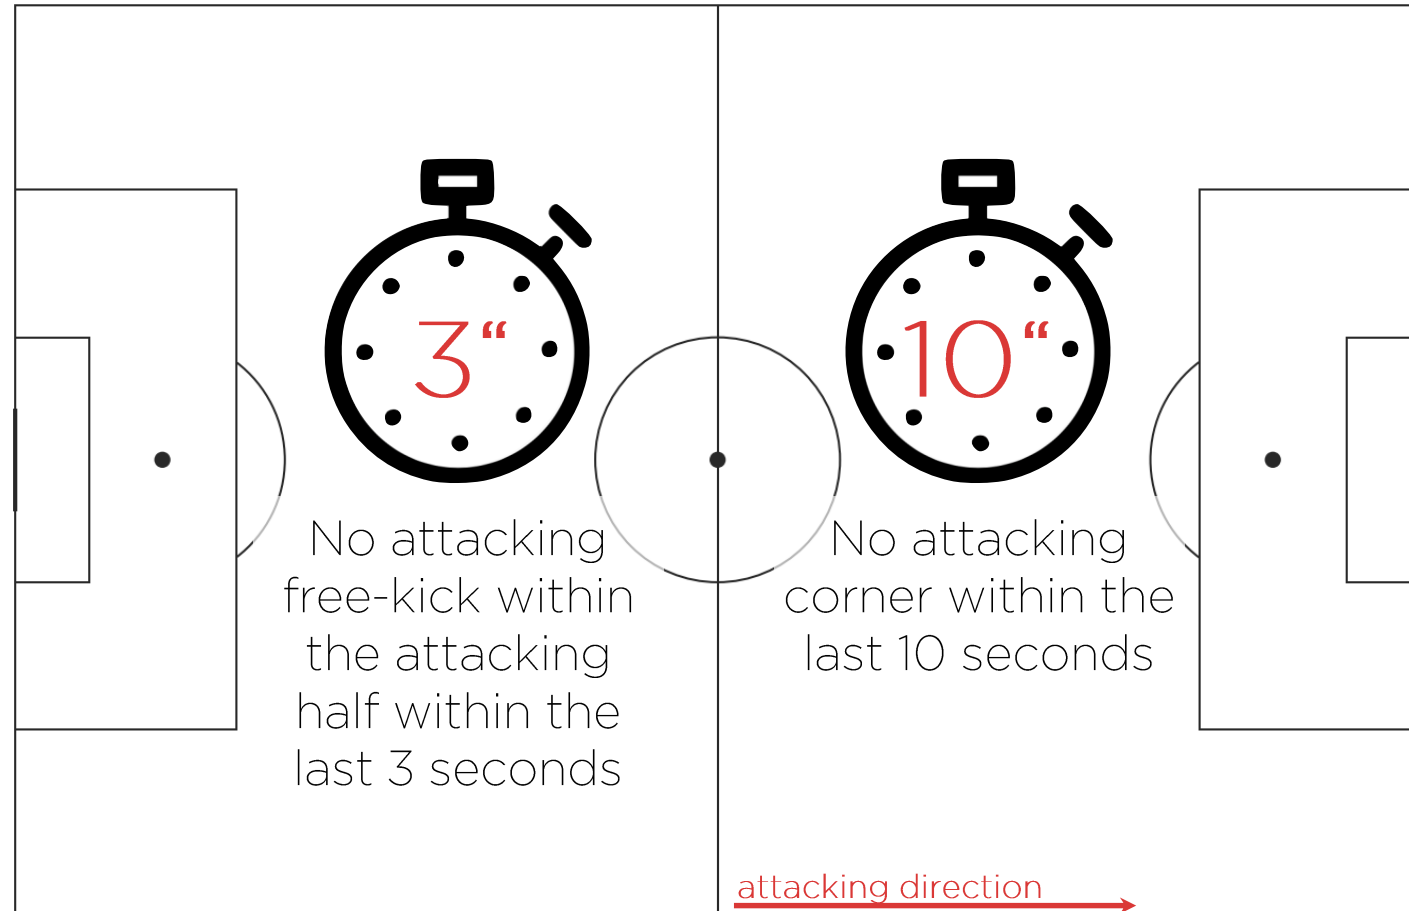 3“
No attacking
free-kick within
the attacking
half within the
last 3 seconds
10“
No attacking
corner within the
last 10 seconds
attacking direction